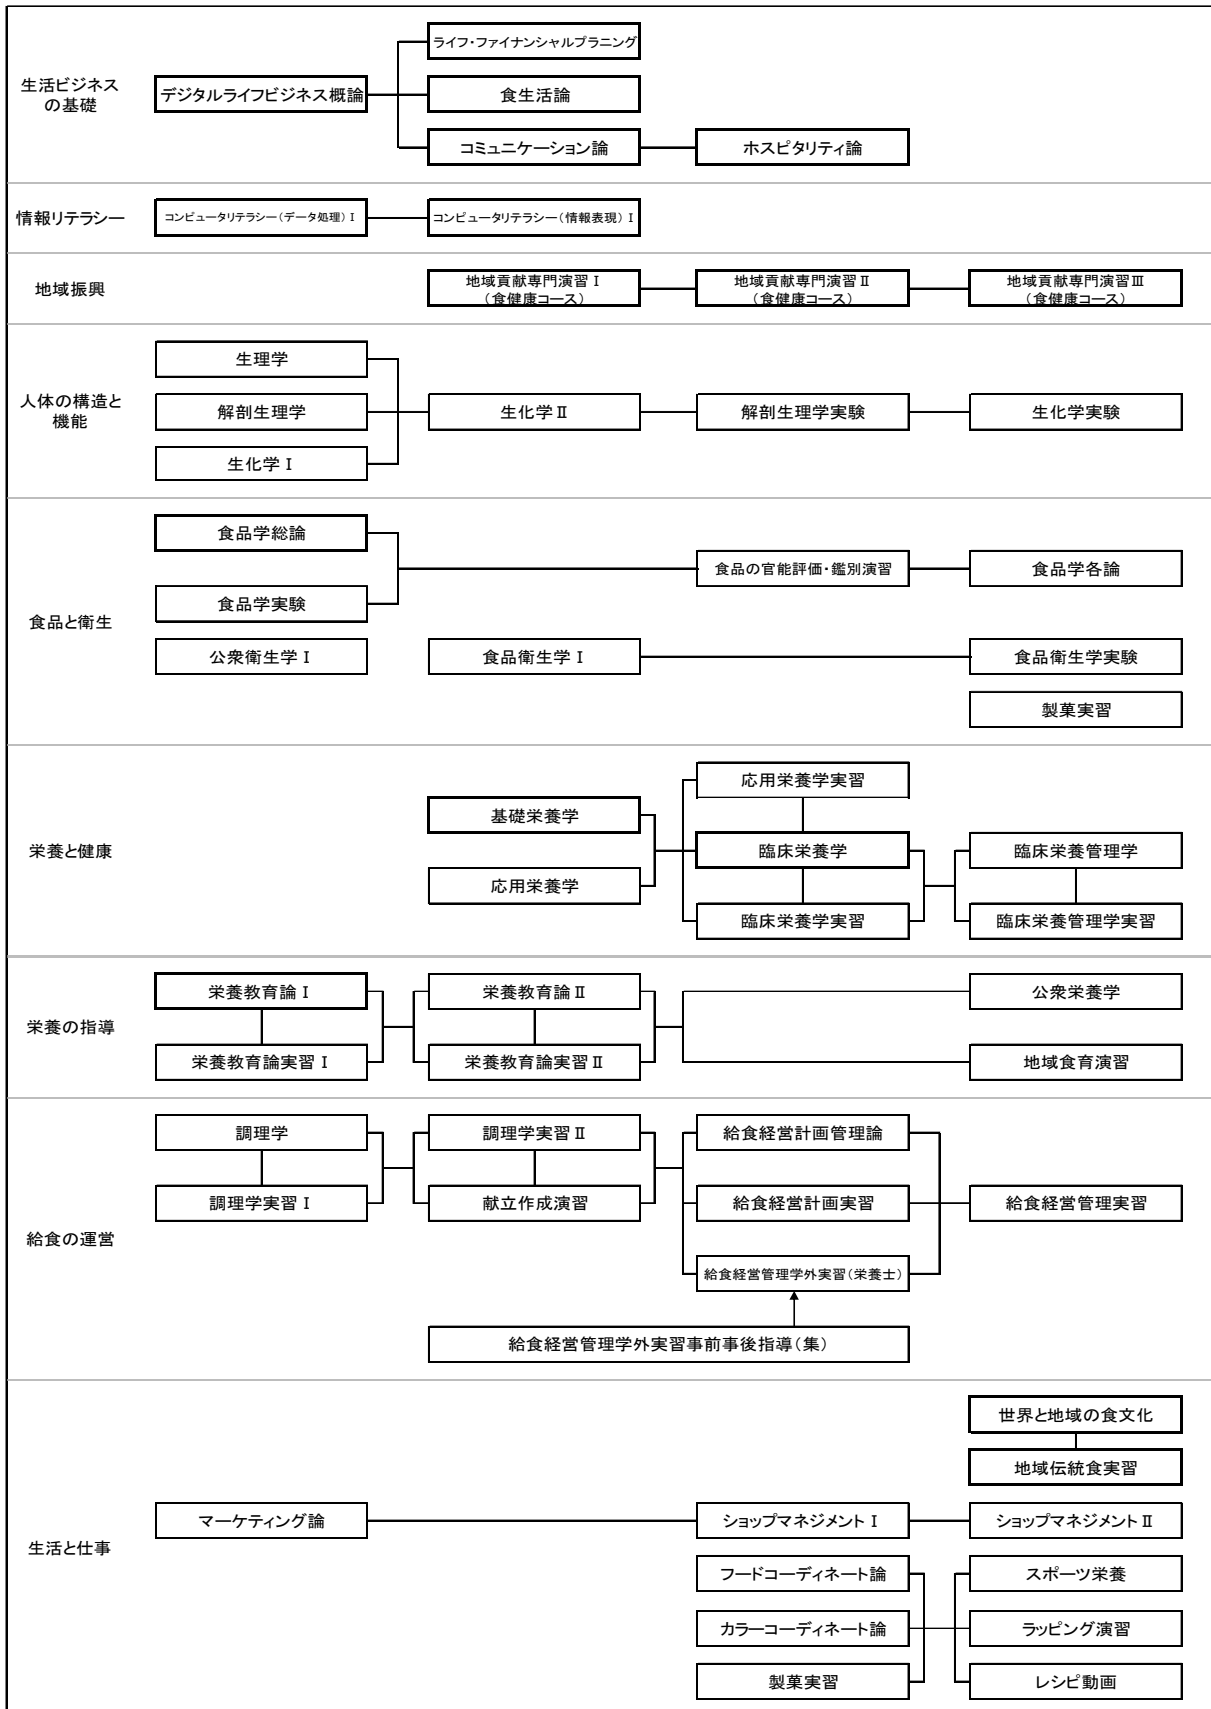 生活ビジネス
の基礎
デジタルライフビジネス概論
ライフ・ファイナンシャルプラニング
食生活論
コミュニケーション論
ホスピタリティ論
情報リテラシー
コンピュータリテラシー(データ処理)Ⅰ
コンピュータリテラシー(情報表現)Ⅰ
地域振興
地域貢献専門演習Ⅰ
(食健康コース)
地域貢献専門演習Ⅱ
(食健康コース)
地域貢献専門演習Ⅲ
(食健康コース)
人体の構造と
機能
生理学
解剖生理学
生化学Ⅰ
生化学Ⅱ
解剖生理学実験
生化学実験
食品と衛生
食品学総論
食品学実験
食品の官能評価・鑑別演習
食品学各論
公衆衛生学Ⅰ
食品衛生学Ⅰ
食品衛生学実験
製菓実習
栄養と健康
基礎栄養学
応用栄養学
応用栄養学実習
臨床栄養学
臨床栄養学実習
臨床栄養管理学
臨床栄養管理学実習
栄養の指導
栄養教育論Ⅰ
栄養教育論実習Ⅰ
栄養教育論Ⅱ
栄養教育論実習Ⅱ
公衆栄養学
地域食育演習
給食の運営
調理学
調理学実習Ⅰ
調理学実習Ⅱ
献立作成演習
給食経営計画管理論
給食経営計画実習
給食経営管理学外実習(栄養士)
給食経営管理実習
給食経営管理学外実習事前事後指導(集)
生活と仕事
世界と地域の食文化
地域伝統食実習
マーケティング論
ショップマネジメントⅠ
ショップマネジメントⅡ
フードコーディネート論
カラーコーディネート論
製菓実習
スポーツ栄養
ラッピング演習
レシピ動画